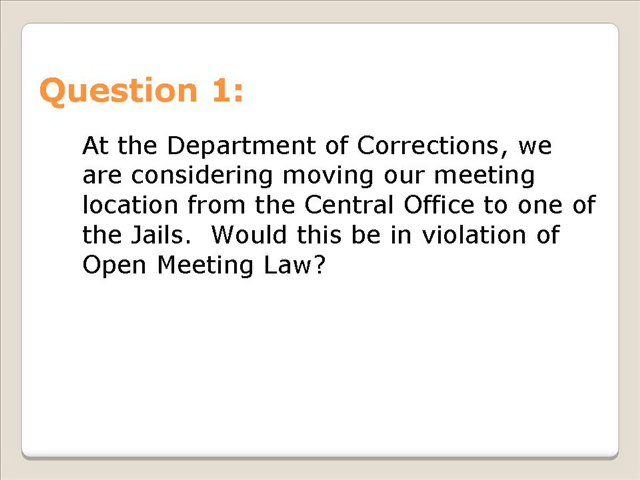 Question 1:
At the Department of Corrections, we
are considering moving our meeting
location from the Central Office to one of
the Jails.  Would this be in violation of
Open Meeting Law?